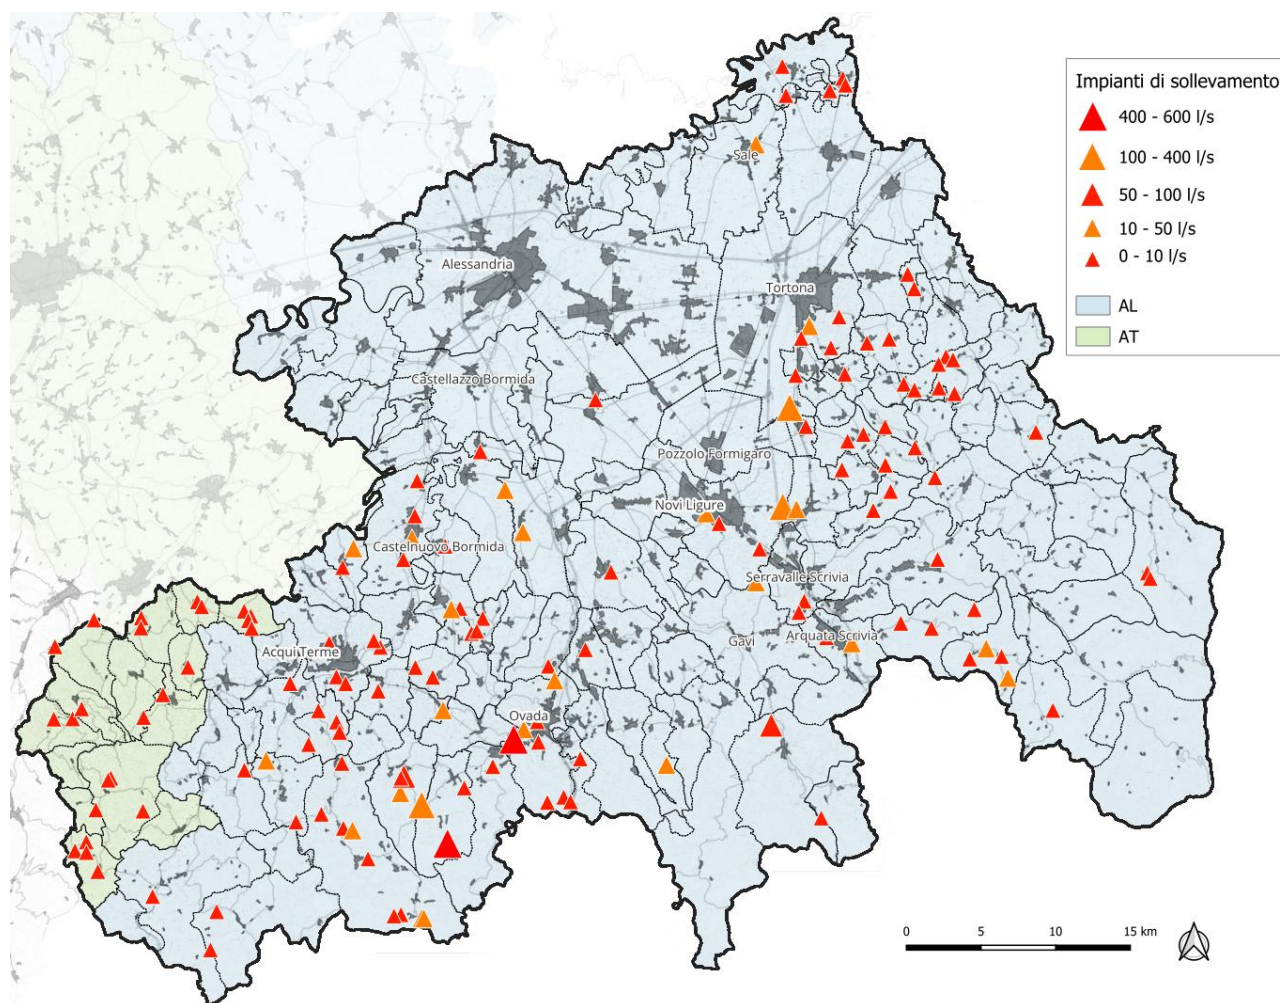 Impianti di sollevamento
400 - 600 l/s
100 - 400 l/s
50 - 100 l/s
10 - 50 l/s
0 - 10 l/s
AL
AT
Sale
Alessandria
Tortona
Castellazzo Bormida
Pozzolo Formigaro
Novi Ligure
Castelnuovo Bormida
Serravalle Scrivia
Gavi
Arquata Scrivia
Acqui Terme
Ovada
0 5 10 15 km